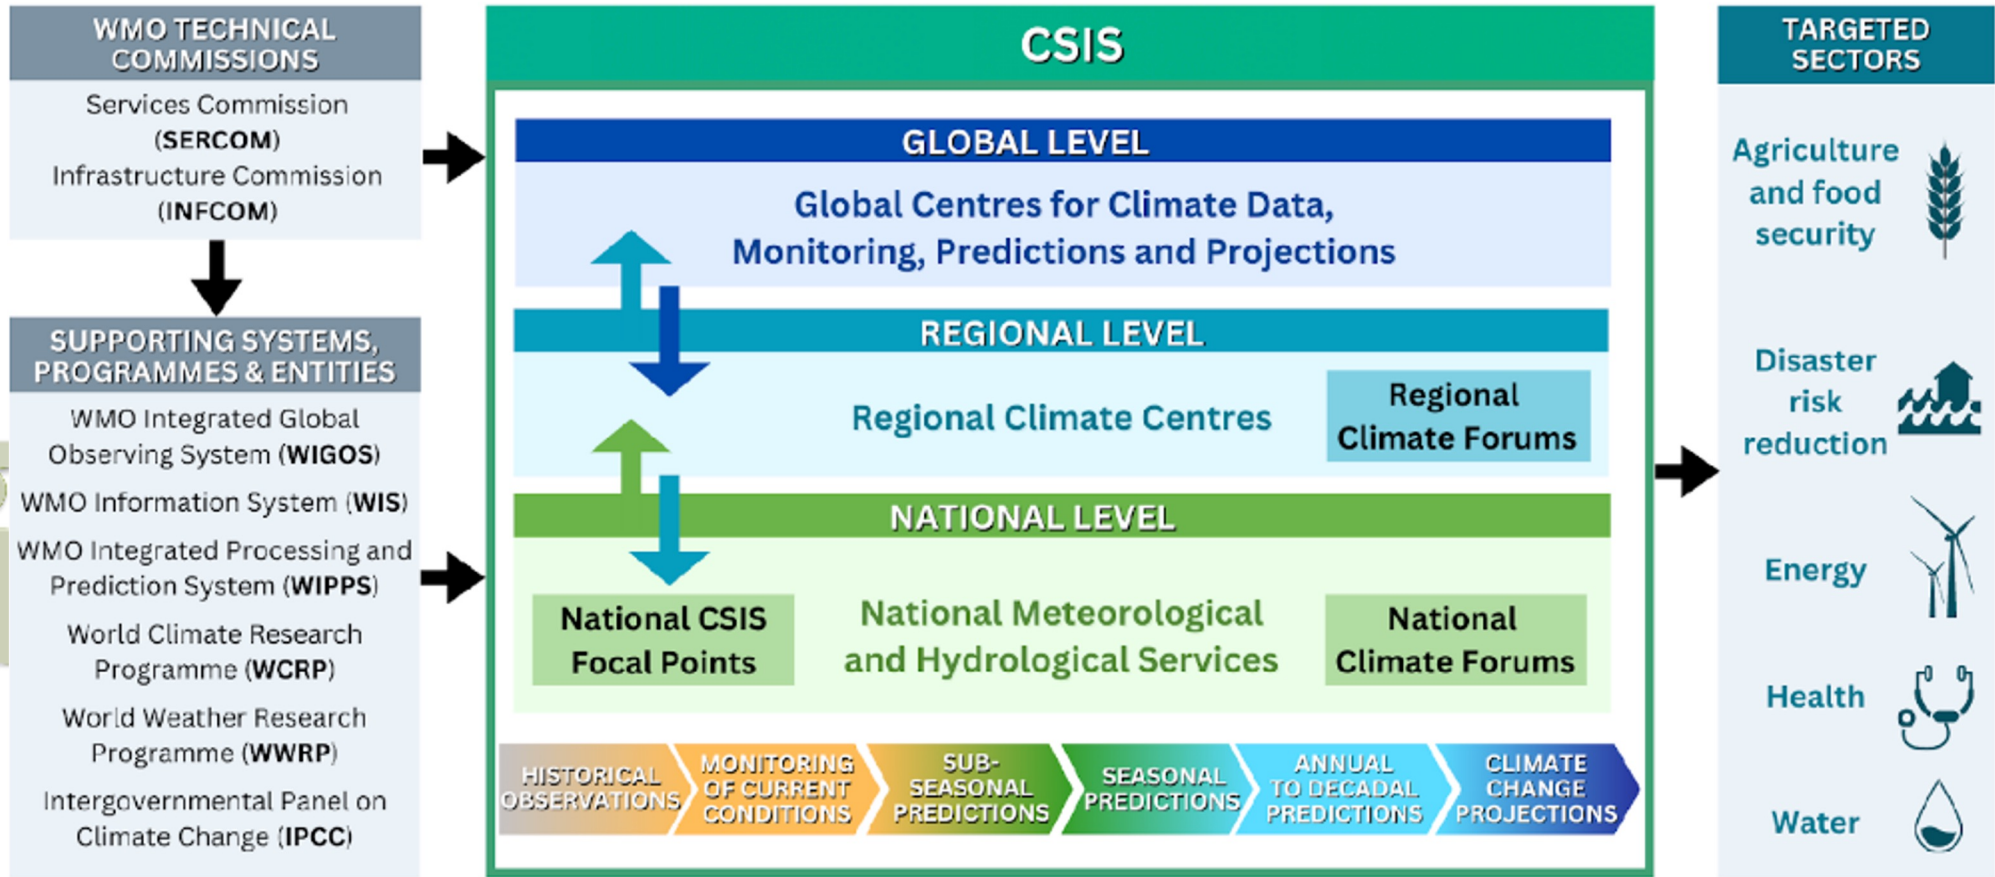 WMO TECHNICAL
COMMISSIONS
Services Commission
(SERCOM)
Infrastructure Commission
(INFCOM)
SUPPORTING SYSTEMS,
PROGRAMMES & ENTITIES
WMO Integrated Global
Observing System (WIGOS)
WMO Information System (WIS)
WMO Integrated Processing and
Prediction System (WIPPS)
World Climate Research
Programme (WCRP)
World Weather Research
Programme (WWRP)
Intergovernmental Panel on
Climate Change (IPCC)
CSIS
GLOBAL LEVEL
Global Centres for Climate Data,
Monitoring, Predictions and Projections
REGIONAL LEVEL
Regional Climate Centres
Regional
Climate Forums
NATIONAL LEVEL
National CSIS
Focal Points
National Meteorological
and Hydrological Services
National
Climate Forums
HISTORICAL
OBSERVATIONS
MONITORING
OF CURRENT
CONDITIONS
SUB-
SEASONAL
PREDICTIONS
SEASONAL
PREDICTIONS
ANNUAL
TO DECADAL
PREDICTIONS
CLIMATE
CHANGE
PROJECTIONS
TARGETED
SECTORS
Agriculture
and food
security
Disaster
risk
reduction
Energy
Health
Water